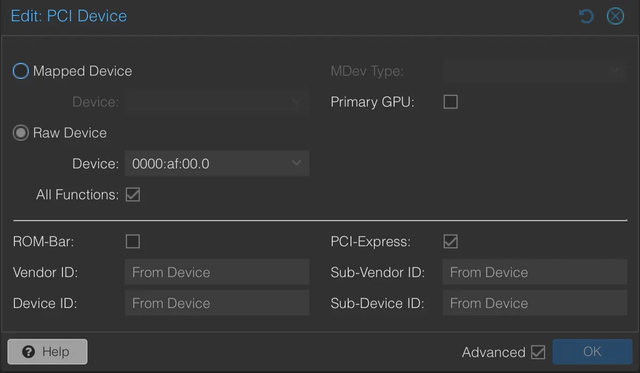 Edit: PCI Device
Mapped Device
MDev Type:
Device:
Primary GPU:
Raw Device
Device: 0000:af:00.0
All Functions:
ROM-Bar:
PCI-Express:
Vendor ID: From Device
Sub-Vendor ID: From Device
Device ID: From Device
Sub-Device ID: From Device
? Help
Advanced
OK